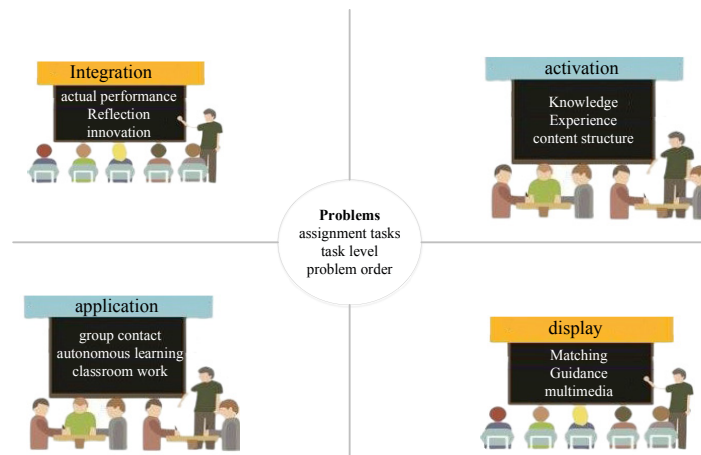 Integration
actual performance
Reflection
innovation
activation
Knowledge
Experience
content structure
Problems
assignment tasks
task level
problem order
application
group contact
autonomous learning
classroom work
display
Matching
Guidance
multimedia